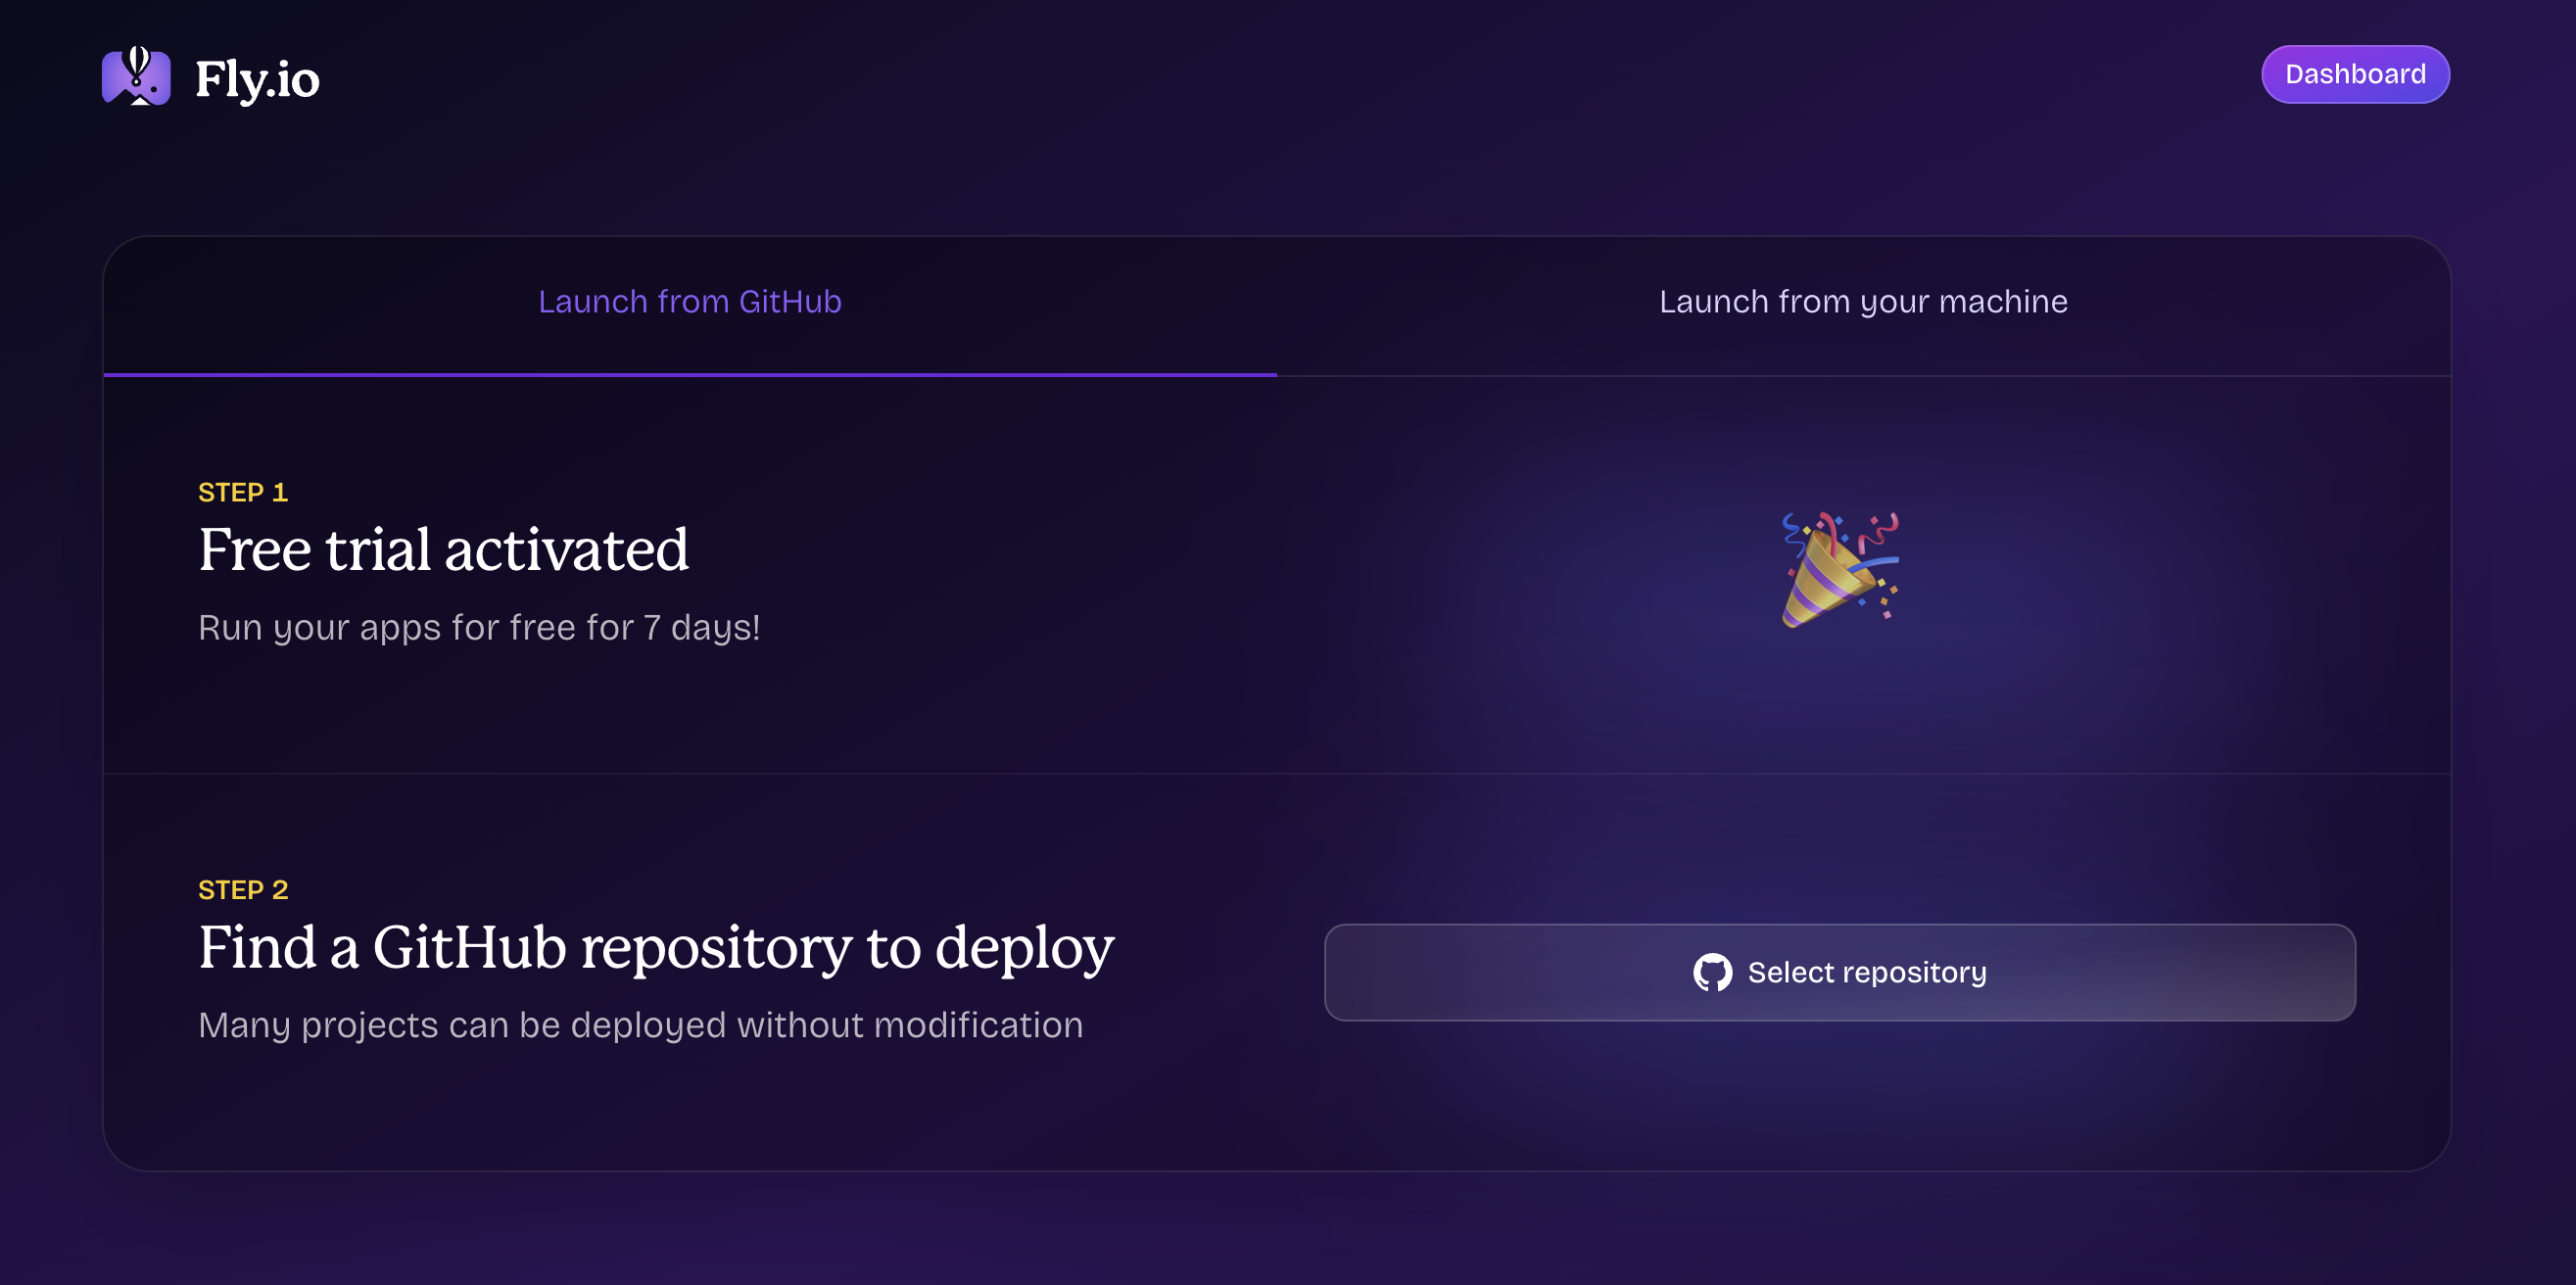 Fly.io
Dashboard
Launch from GitHub
Launch from your machine
STEP 1
Free trial activated
Run your apps for free for 7 days!
STEP 2
Find a GitHub repository to deploy
Many projects can be deployed without modification
Select repository